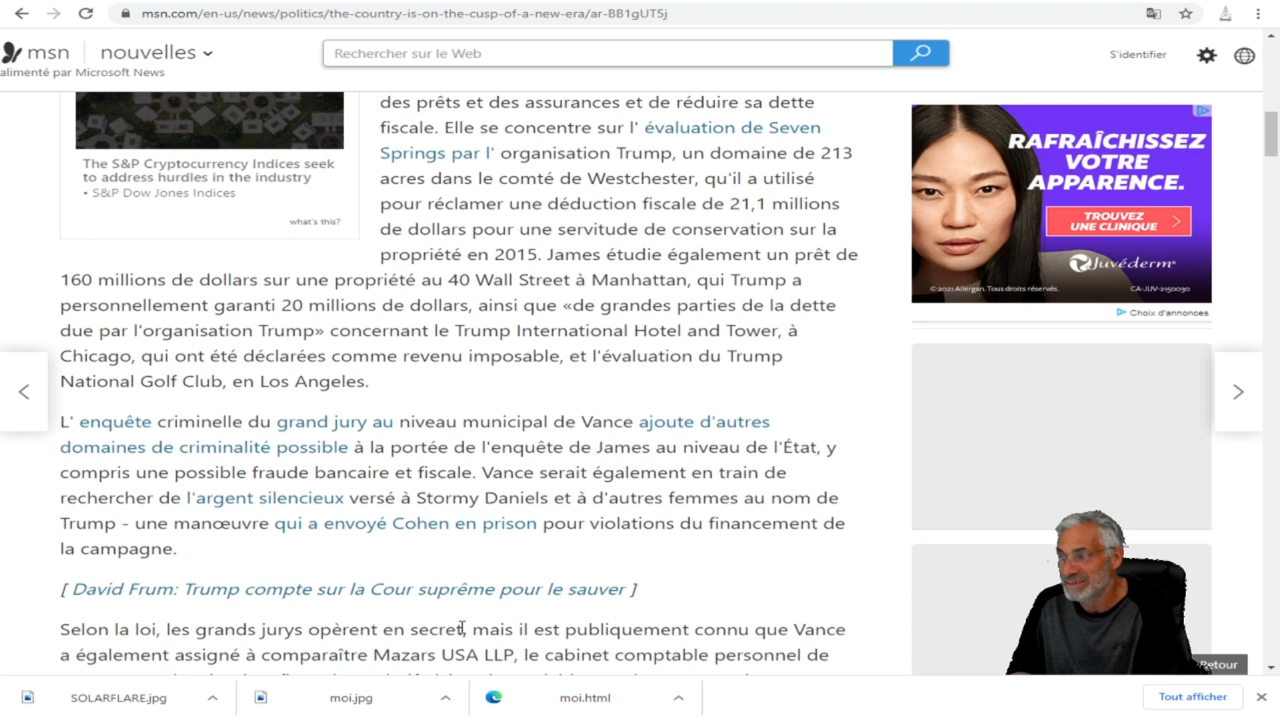 msn.com/en-us/news/politics/the-country-is-on-the-cusp-of-a-new-era/ar-BB1gUT5j
msn nouvelles
Rechercher sur le Web
S'identifier
alimenté par Microsoft News
des prêts et des assurances et de réduire sa dette
fiscale. Elle se concentre sur l' évaluation de Seven
Springs par l' organisation Trump, un domaine de 213
acres dans le comté de Westchester, qu'il a utilisé
pour réclamer une déduction fiscale de 21,1 millions
de dollars pour une servitude de conservation sur la
propriété en 2015. James étudie également un prêt de
160 millions de dollars sur une propriété au 40 Wall Street à Manhattan, qui Trump a
personnellement garanti 20 millions de dollars, ainsi que «de grandes parties de la dette
due par l'organisation Trump» concernant le Trump International Hotel and Tower, à
Chicago, qui ont été déclarées comme revenu imposable, et l'évaluation du Trump
National Golf Club, en Los Angeles.
The S&P Cryptocurrency Indices seek
to address hurdles in the industry
• S&P Dow Jones Indices
what's this?
L' enquête criminelle du grand jury au niveau municipal de Vance ajoute d'autres
domaines de criminalité possible à la portée de l'enquête de James au niveau de l'État, y
compris une possible fraude bancaire et fiscale. Vance serait également en train de
rechercher de l'argent silencieux versé à Stormy Daniels et à d'autres femmes au nom de
Trump - une manœuvre qui a envoyé Cohen en prison pour violations du financement de
la campagne.
[ David Frum: Trump compte sur la Cour suprême pour le sauver ]
Selon la loi, les grands jurys opèrent en secret, mais il est publiquement connu que Vance
a également assigné à comparaître Mazars USA LLP, le cabinet comptable personnel de
RAFRAÎCHISSEZ
VOTRE
APPARENCE.
TROUVEZ
UNE CLINIQUE
Juvéderm
© 2021 Allergan. Tous droits réservés.
CA-JUV-2150030
Choix d'annonces
Retour
SOLARFLARE.jpg
moi.jpg
moi.html
Tout afficher